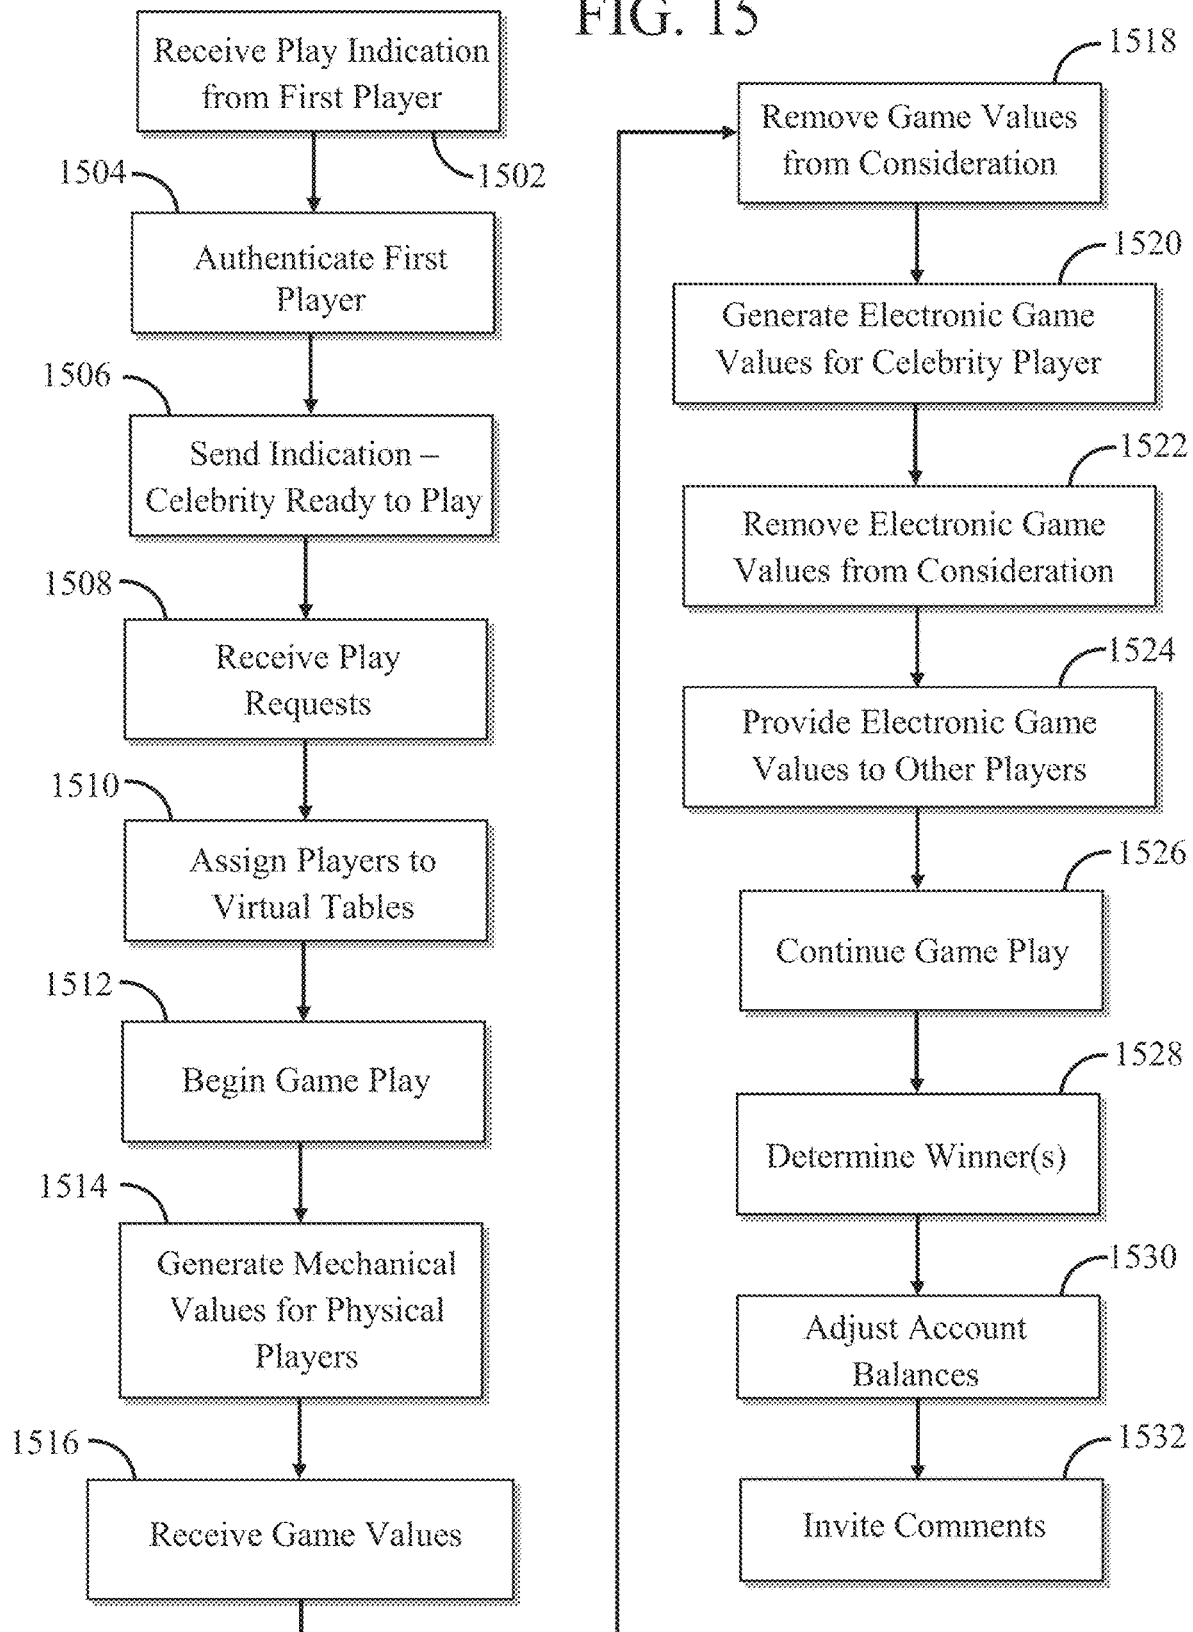 FIG. 15
Receive Play Indication
from First Player
1502
1504
Authenticate First
Player
1506
Send Indication –
Celebrity Ready to Play
1508
Receive Play
Requests
1510
Assign Players to
Virtual Tables
1512
Begin Game Play
1514
Generate Mechanical
Values for Physical
Players
1516
Receive Game Values
1518
Remove Game Values
from Consideration
1520
Generate Electronic Game
Values for Celebrity Player
1522
Remove Electronic Game
Values from Consideration
1524
Provide Electronic Game
Values to Other Players
1526
Continue Game Play
1528
Determine Winner(s)
1530
Adjust Account
Balances
1532
Invite Comments